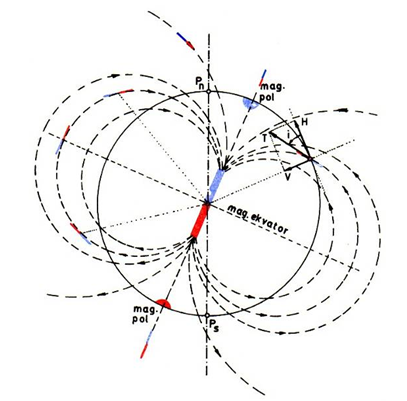 Pn
mag.
pol
H
T
i
V
mag. ekvator
mag.
pol
Ps